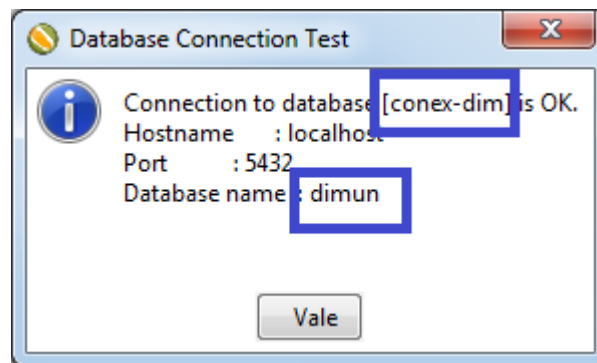 Database Connection Test
Connection to database [conex-dim] is OK.
Hostname : localhost
Port : 5432
Database name : dimun
Vale